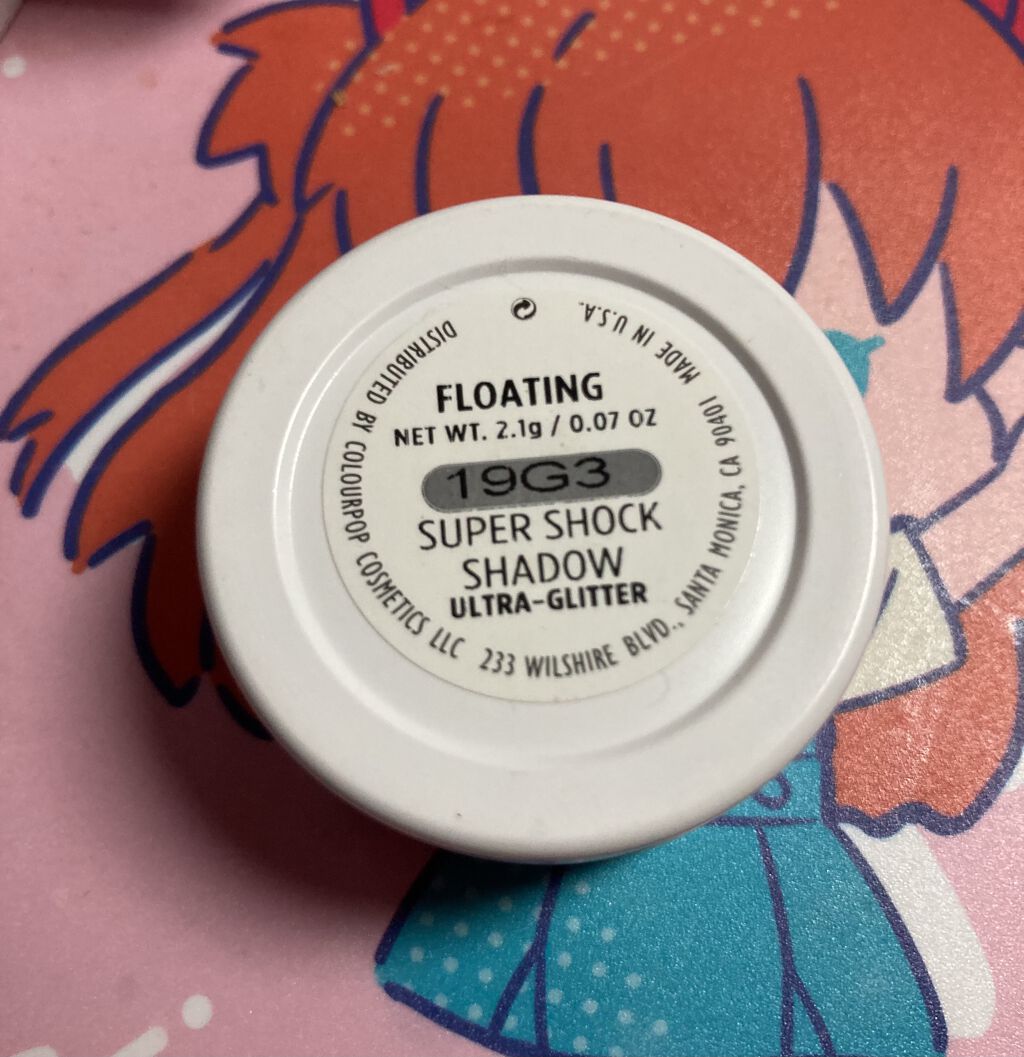 FLOATING
NET WT. 2.1g / 0.07 OZ
19G3
SUPER SHOCK
SHADOW
ULTRA-GLITTER
DISTRIBUTED BY COLOURPOP COSMETICS LLC 233 WILSHIRE BLVD., SANTA MONICA, CA 90401 MADE IN U.S.A.